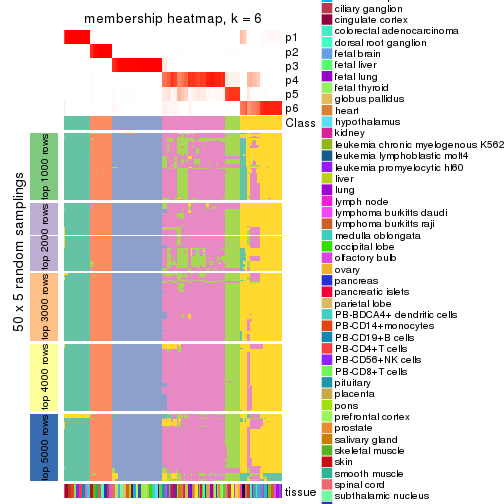 membership heatmap, k = 6
p1
p2
p3
p4
p5
p6
Class
50 x 5 random samplings
top 1000 rows
top 2000 rows
top 3000 rows
top 4000 rows
top 5000 rows
tissue
ciliary ganglion
cingulate cortex
colorectal adenocarcinoma
dorsal root ganglion
fetal brain
fetal liver
fetal lung
fetal thyroid
globus pallidus
heart
hypothalamus
kidney
leukemia chronic myelogenous K562
leukemia lymphoblastic molt4
leukemia promyelocytic hl60
liver
lung
lymph node
lymphoma burkitts daudi
lymphoma burkitts raji
medulla oblongata
occipital lobe
olfactory bulb
ovary
pancreas
pancreatic islets
parietal lobe
PB-BDCA4+ dendritic cells
PB-CD14+ monocytes
PB-CD19+ B cells
PB-CD4+ T cells
PB-CD56+ NK cells
PB-CD8+ T cells
pituitary
placenta
pons
prefrontal cortex
prostate
salivary gland
skeletal muscle
skin
smooth muscle
spinal cord
subthalamic nucleus